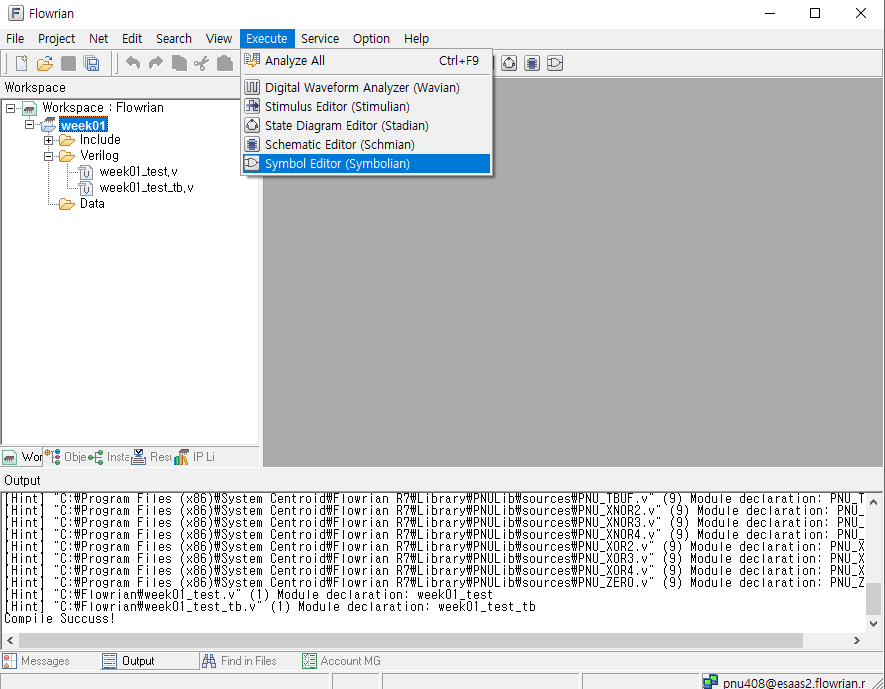 Flowrian
File Project Net Edit Search View Execute Service Option Help
Analyze All Ctrl+F9
Digital Waveform Analyzer (Wavian)
Stimulus Editor (Stimulian)
State Diagram Editor (Stadian)
Schematic Editor (Schmian)
Symbol Editor (Symbolian)
Workspace
Workspace : Flowrian
week01
Include
Verilog
week01_test.v
week01_test_tb.v
Data
Wor Obje Insta Resu IP Li
Output
[Hint] "C:₩Program Files (x86)₩System Centroid₩Flowrian R7₩Library₩PNULib₩sources₩PNU_TBUF.v" (9) Module declaration: PNU_T
[Hint] "C:₩Program Files (x86)₩System Centroid₩Flowrian R7₩Library₩PNULib₩sources₩PNU_XNOR2.v" (9) Module declaration: PNU_
[Hint] "C:₩Program Files (x86)₩System Centroid₩Flowrian R7₩Library₩PNULib₩sources₩PNU_XNOR3.v" (9) Module declaration: PNU_
[Hint] "C:₩Program Files (x86)₩System Centroid₩Flowrian R7₩Library₩PNULib₩sources₩PNU_XNOR4.v" (9) Module declaration: PNU_
[Hint] "C:₩Program Files (x86)₩System Centroid₩Flowrian R7₩Library₩PNULib₩sources₩PNU_XOR2.v" (9) Module declaration: PNU_X
[Hint] "C:₩Program Files (x86)₩System Centroid₩Flowrian R7₩Library₩PNULib₩sources₩PNU_XOR3.v" (9) Module declaration: PNU_X
[Hint] "C:₩Program Files (x86)₩System Centroid₩Flowrian R7₩Library₩PNULib₩sources₩PNU_XOR4.v" (9) Module declaration: PNU_X
[Hint] "C:₩Program Files (x86)₩System Centroid₩Flowrian R7₩Library₩PNULib₩sources₩PNU_ZERO.v" (9) Module declaration: PNU_Z
[Hint] "C:₩Flowrian₩week01_test.v" (1) Module declaration: week01_test
[Hint] "C:₩Flowrian₩week01_test_tb.v" (1) Module declaration: week01_test_tb
Compile Succuss!
Messages Output Find in Files Account MG
pnu408@esaas2.flowrian.r